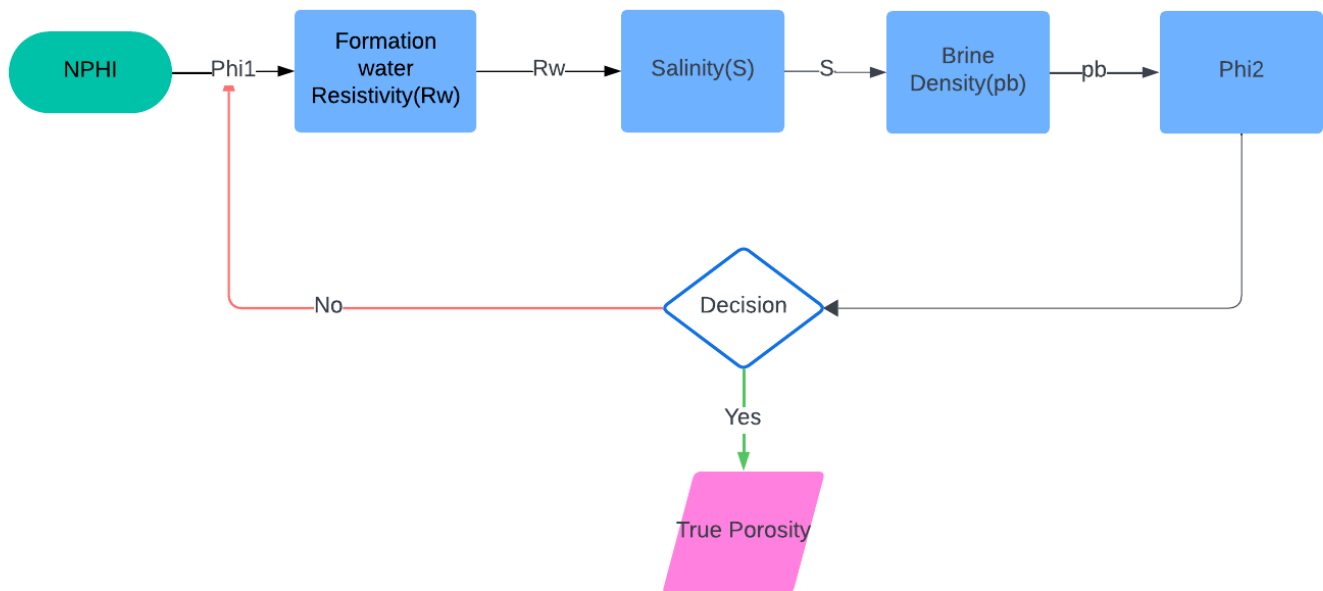 NPHI
Phi1
Formation
water
Resistivity(Rw)
Rw
Salinity(S)
S
Brine
Density(pb)
pb
Phi2
No
Decision
Yes
True Porosity